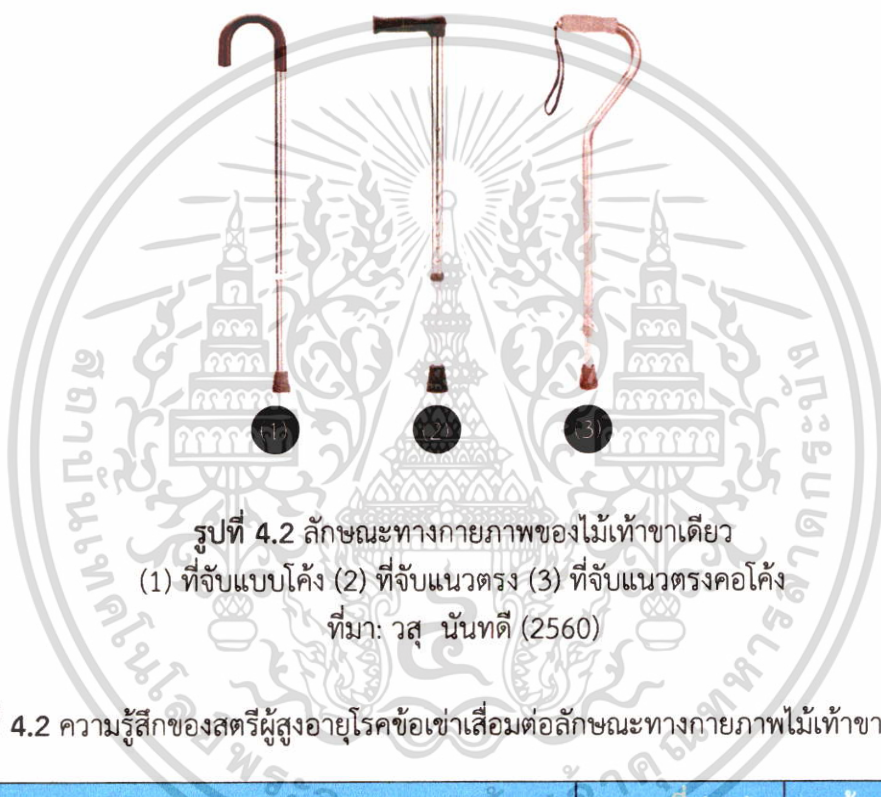 (1)
(2)
(3)
รูปที่ 4.2 ลักษณะทางกายภาพของไม้เท้าขาเดียว
(1) ที่จับแบบโค้ง (2) ที่จับแนวตรง (3) ที่จับแนวตรงคอโค้ง
ที่มา: วสุ นันทดี (2560)
4.2 ความรู้สึกของสตรีผู้สูงอายุโรคข้อเข่าเสื่อมต่อลักษณะทางกายภาพไม้เท้าขา